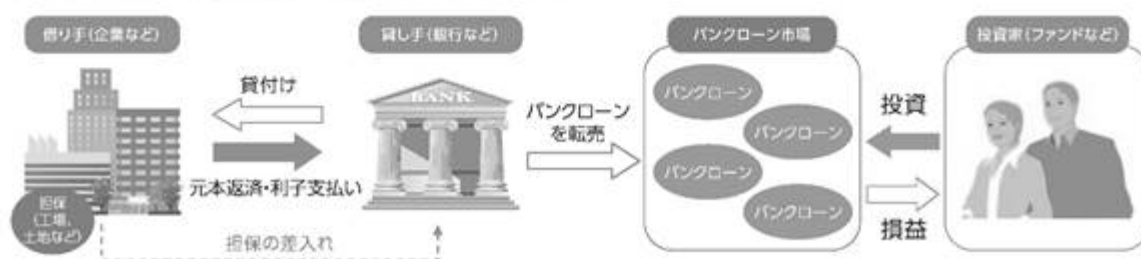 借り手(企業など)
貸し手(銀行など)
バンクローン市場
投資家(ファンドなど)
貸付け
BANK
元本返済・利子支払い
担保
(工場、
土地など)
担保の差入れ
バンクローン
を転売
バンクローン
バンクローン
バンクローン
バンクローン
投資
損益